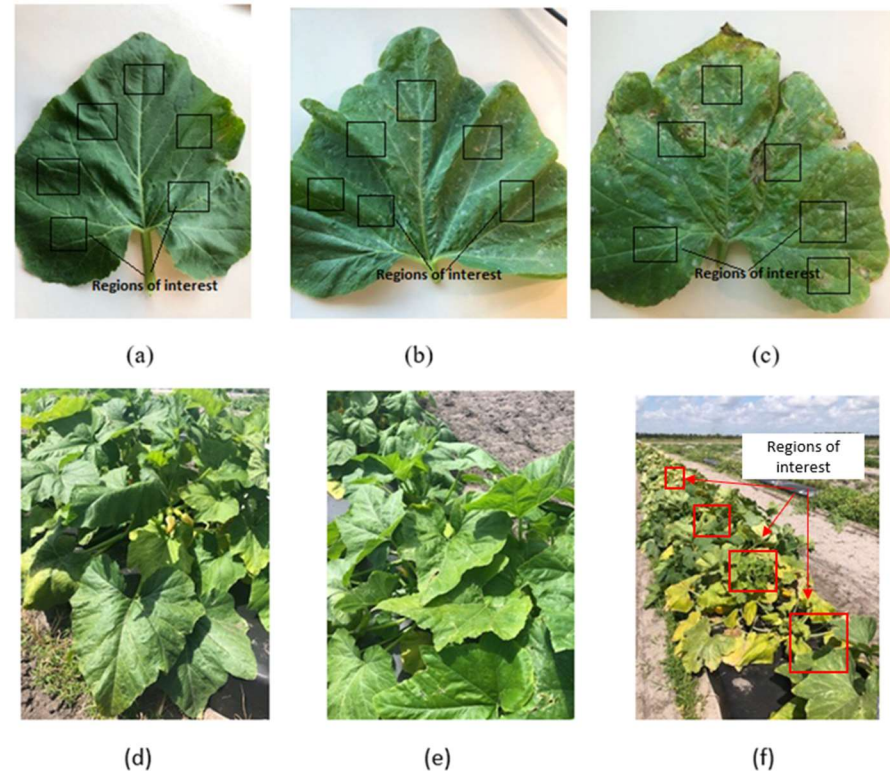 Regions of interest
Regions of interest
Regions of interest
(a)
(b)
(c)
Regions of
interest
(d)
(e)
(f)